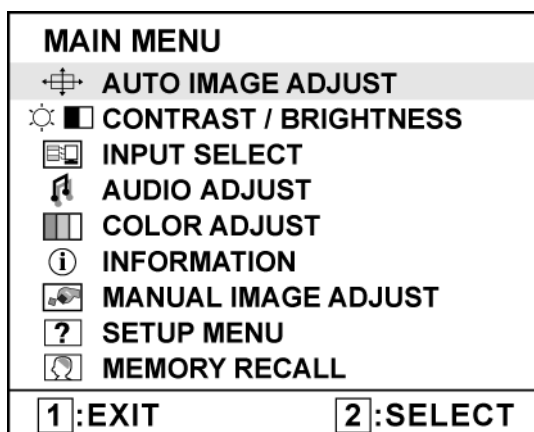 MAIN MENU
AUTO IMAGE ADJUST
CONTRAST / BRIGHTNESS
INPUT SELECT
AUDIO ADJUST
COLOR ADJUST
i INFORMATION
MANUAL IMAGE ADJUST
? SETUP MENU
MEMORY RECALL
1:EXIT 2:SELECT